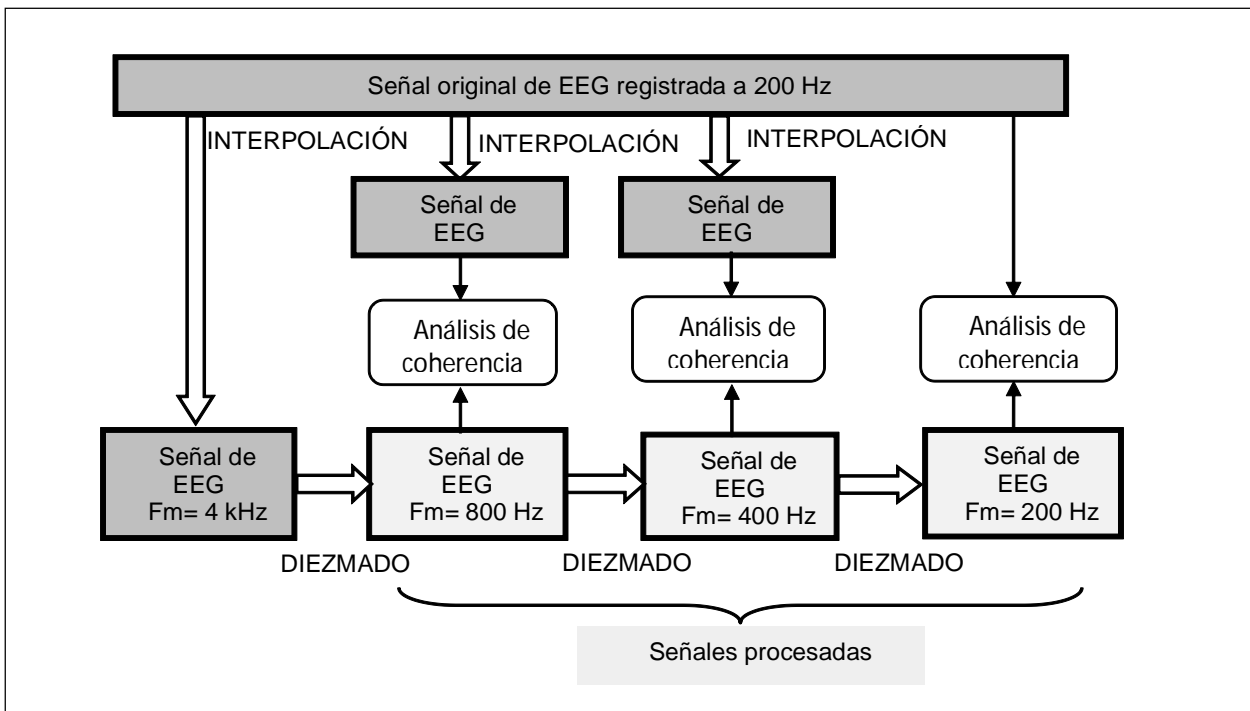 Señal original de EEG registrada a 200 Hz
INTERPOLACIÓN
INTERPOLACIÓN
INTERPOLACIÓN
Señal de
EEG
Señal de
EEG
Análisis de
coherencia
Análisis de
coherencia
Análisis de
coherencia
Señal de
EEG
Fm= 4 kHz
Señal de
EEG
Fm= 800 Hz
Señal de
EEG
Fm= 400 Hz
Señal de
EEG
Fm= 200 Hz
DIEZMADO
DIEZMADO
DIEZMADO
Señales procesadas